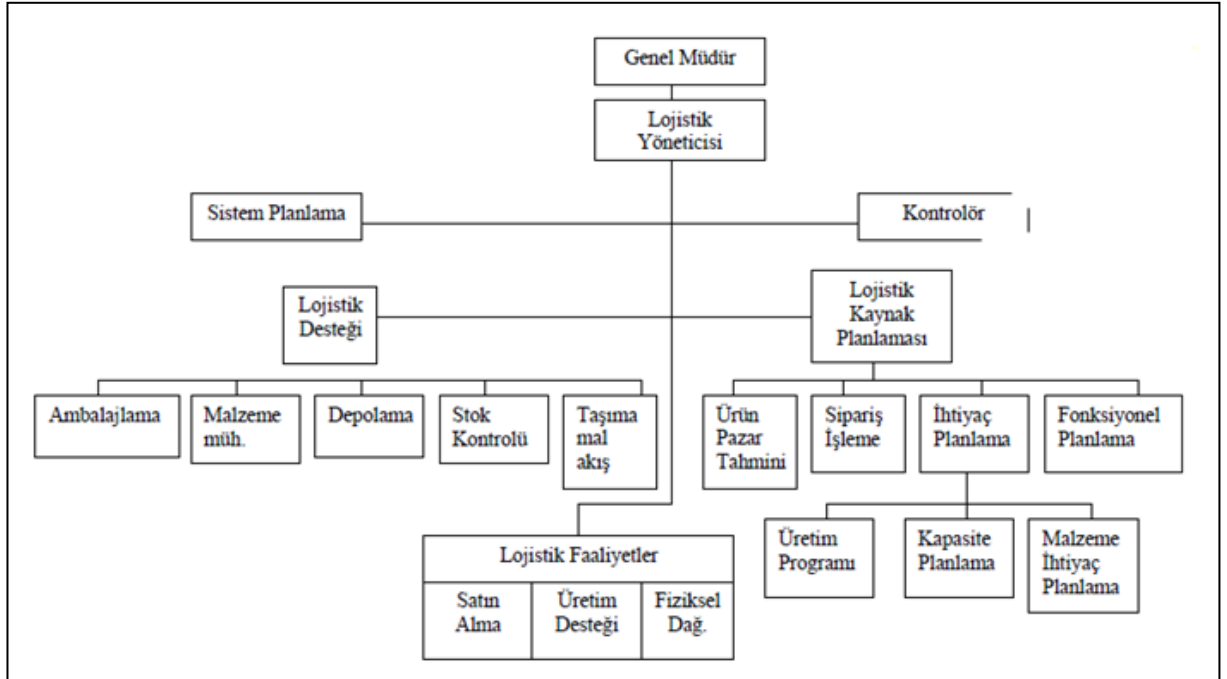 Genel Müdür
Lojistik
Yöneticisi
Sistem Planlama
Kontrolör
Lojistik
Desteği
Lojistik
Kaynak
Planlaması
Ambalajlama
Malzeme
müh.
Depolama
Stok
Kontrolü
Taşıma
mal
akış
Ürün
Pazar
Tahmini
Sipariş
İşleme
İhtiyaç
Planlama
Fonksiyonel
Planlama
Üretim
Programı
Kapasite
Planlama
Malzeme
İhtiyaç
Planlama
Lojistik Faaliyetler
Satın
Alma
Üretim
Desteği
Fiziksel
Dağ.